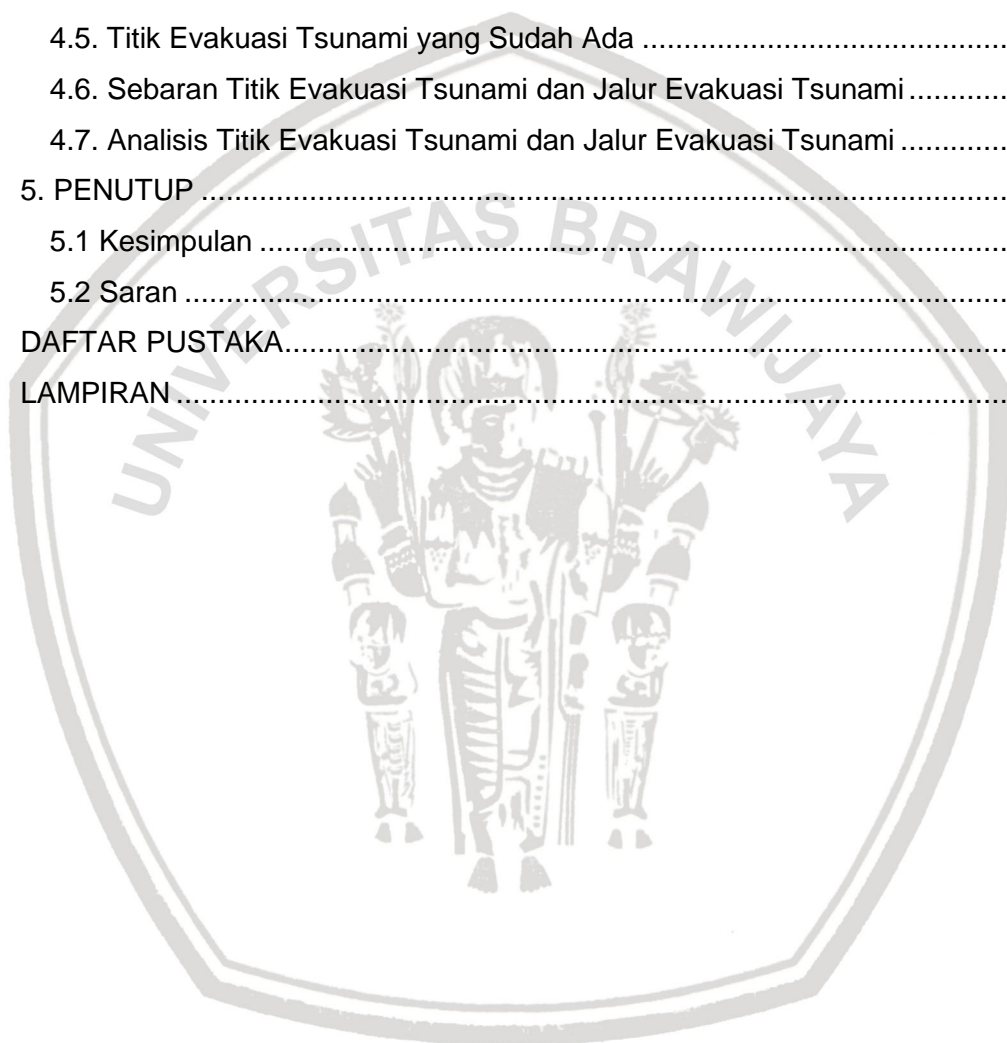 4.5. Titik Evakuasi Tsunami yang Sudah Ada ............................................
4.6. Sebaran Titik Evakuasi Tsunami dan Jalur Evakuasi Tsunami ............
4.7. Analisis Titik Evakuasi Tsunami dan Jalur Evakuasi Tsunami .............
5. PENUTUP ..................................................................................................
5.1 Kesimpulan ...........................................................................................
5.2 Saran ....................................................................................................
DAFTAR PUSTAKA........................................................................................
LAMPIRAN .....................................................................................................
UNIVERSITAS BRAWIJAYA